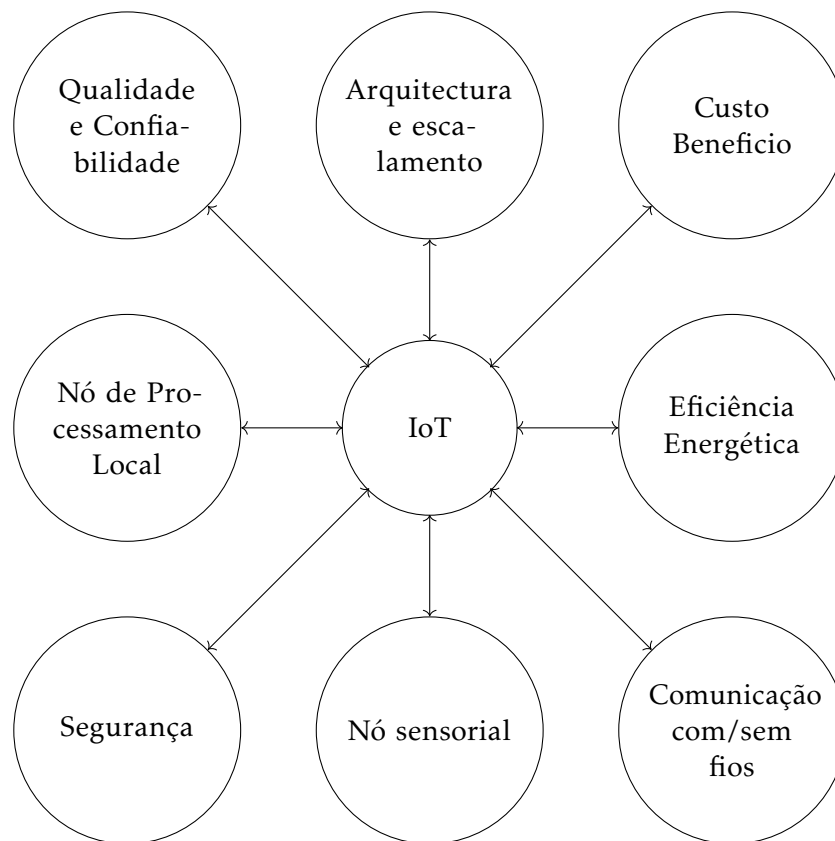 Qualidade
e Confia-
bilidade
Arquitectura
e esca-
lamento
Custo
Beneficio
Nó de Pro-
cessamento
Local
IoT
Eficiência
Energética
Segurança
Nó sensorial
Comunicação
com/sem
fios